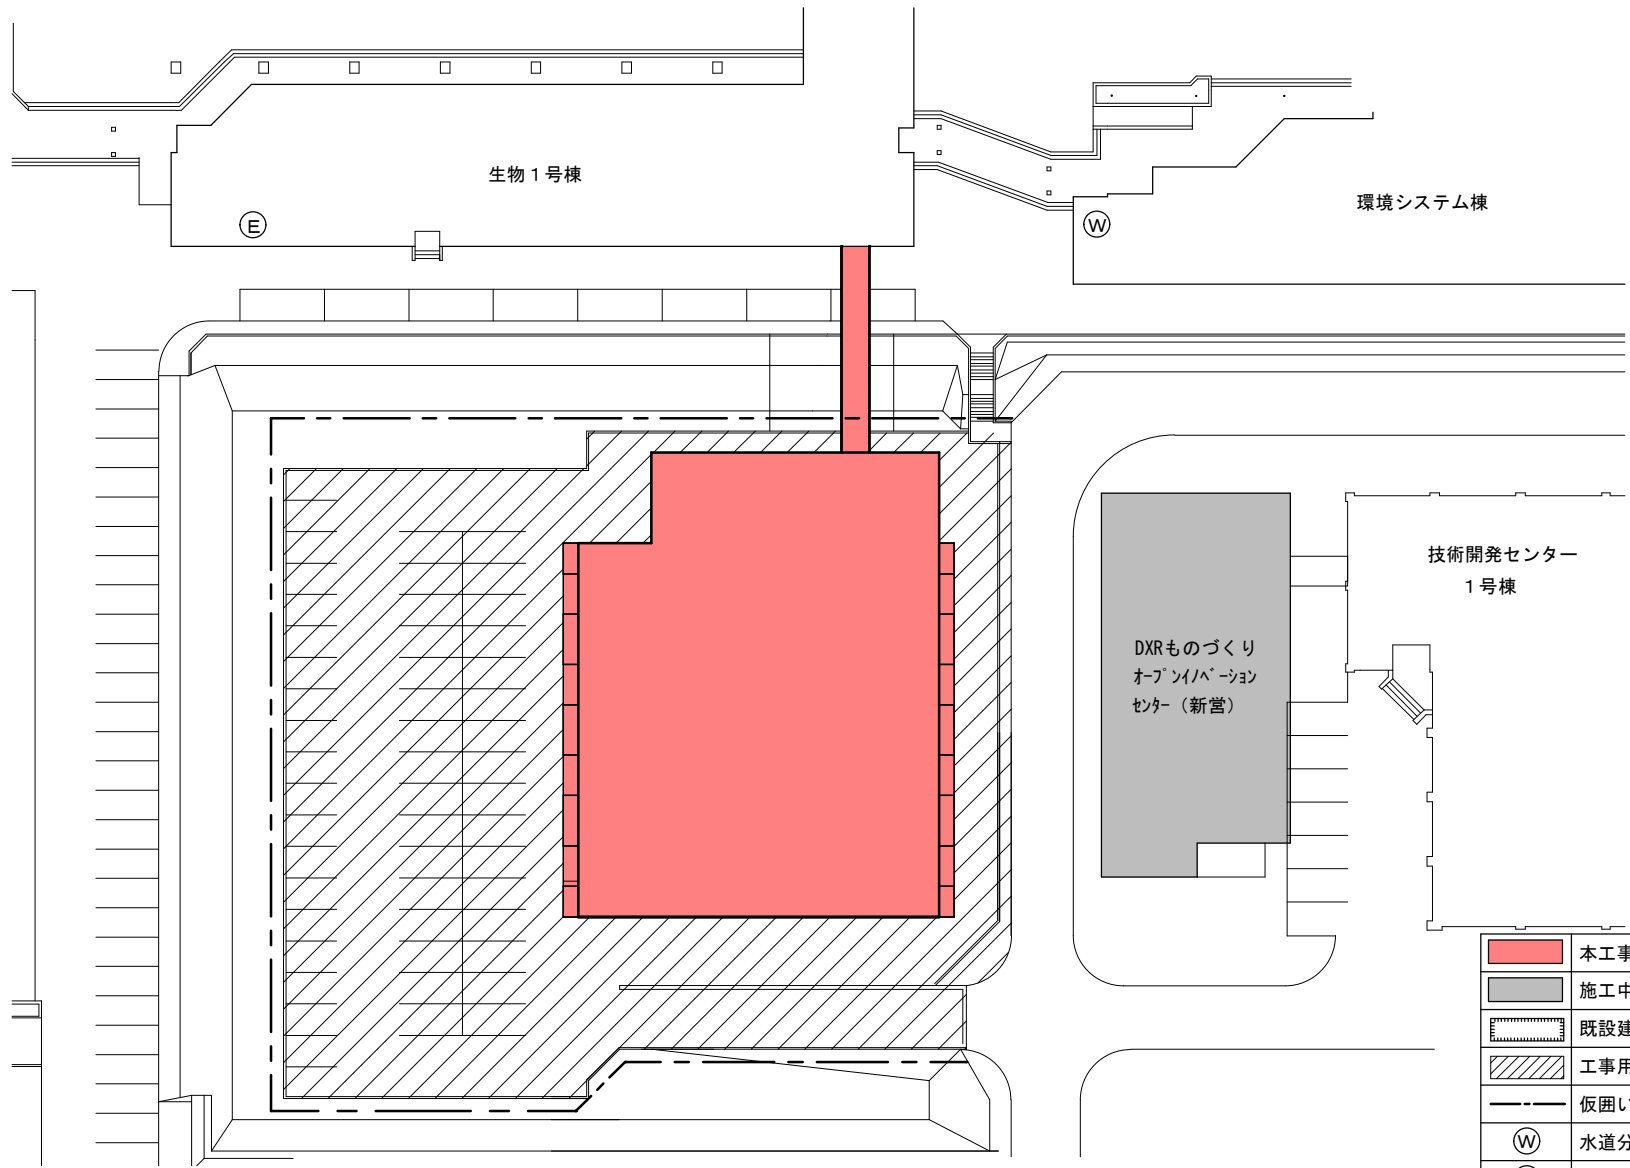 生物１号棟
Ⓔ
Ⓦ
環境システム棟
技術開発センター
１号棟
DXRものづくり
ｵｰﾌﾟﾝｲﾉﾍﾞｰｼｮﾝ
ｾﾝﾀｰ（新営）
本工事
施工中
既設建
工事用
仮囲い
Ⓦ 水道分